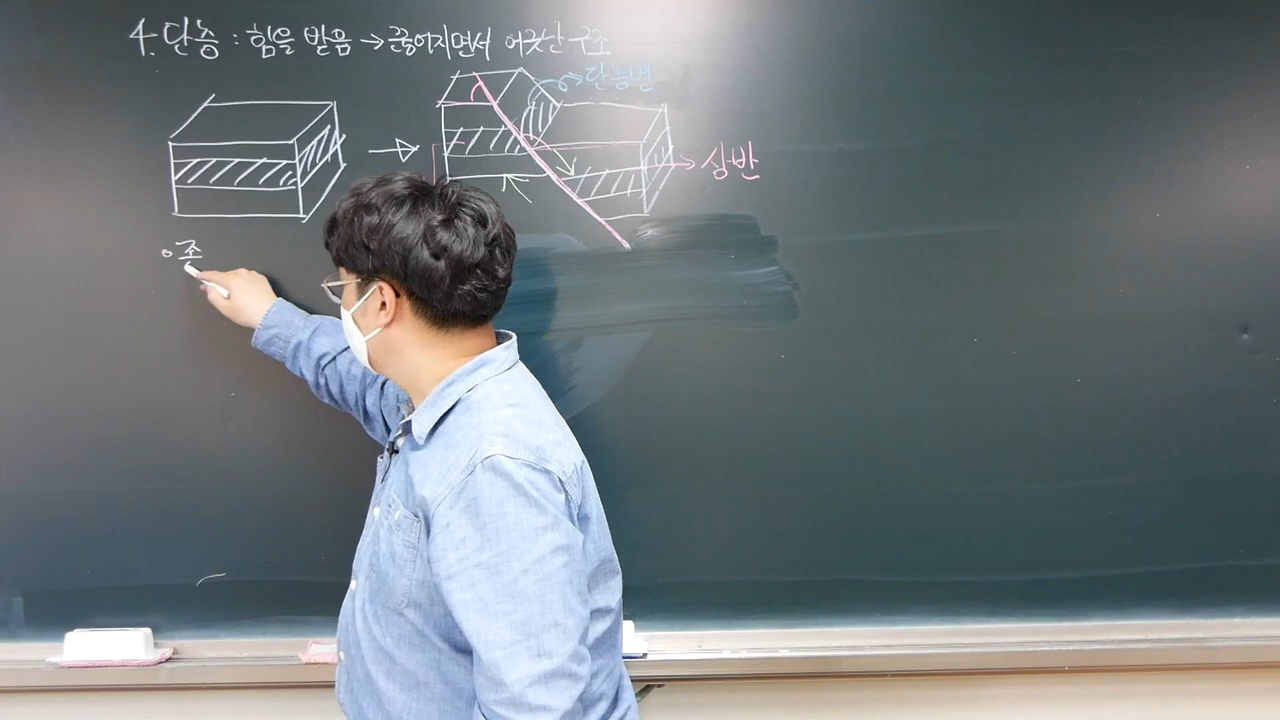 4. 단층 : 힘을 받음 → 끊어지면서 어긋난 구조
단층면
상반
조